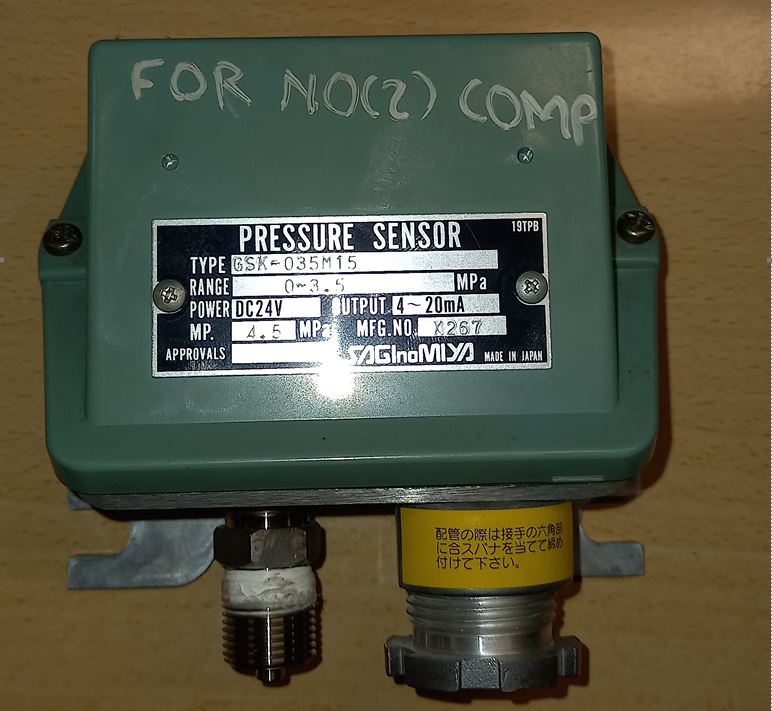 FOR NO(2) COMP
19TPB
PRESSURE SENSOR
TYPE GSK-035M15
RANGE 0~3.5 MPa
POWER DC24V OUTPUT 4~20mA
MP. 4.5 MPa MFG.NO. X267
APPROVALS SAGInoMIYA MADE IN JAPAN
配管の際は接手の六角部
に合スパナを当てて締め
付けて下さい。